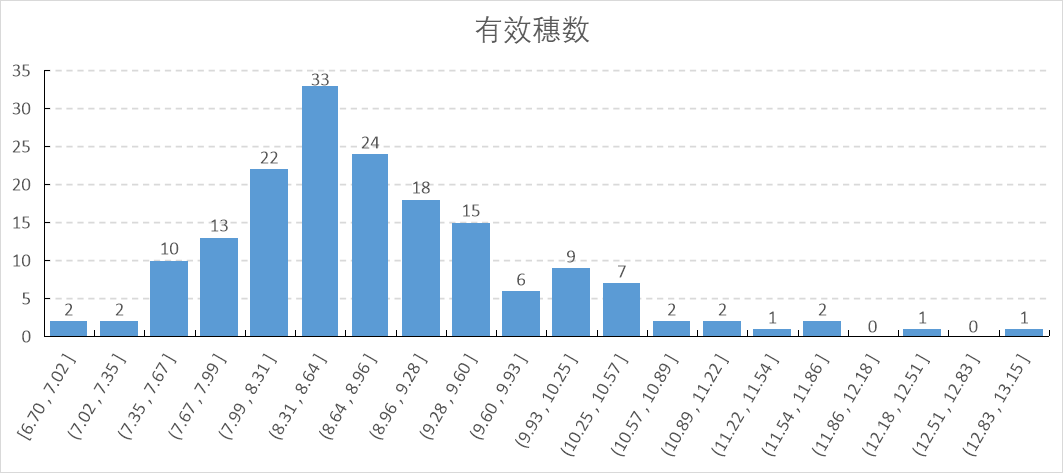 有效穗数
35
30
25
20
15
10
5
0
2
2
10
13
22
33
24
18
15
6
9
7
2
2
1
2
0
1
0
1
[6.70 , 7.02 ]
(7.02 , 7.35 ]
(7.35 , 7.67 ]
(7.67 , 7.99 ]
(7.99 , 8.31 ]
(8.31 , 8.64 ]
(8.64 , 8.96 ]
(8.96 , 9.28 ]
(9.28 , 9.60 ]
(9.60 , 9.93 ]
(9.93 , 10.25 ]
(10.25 , 10.57 ]
(10.57 , 10.89 ]
(10.89 , 11.22 ]
(11.22 , 11.54 ]
(11.54 , 11.86 ]
(11.86 , 12.18 ]
(12.18 , 12.51 ]
(12.51 , 12.83 ]
(12.83 , 13.15 ]